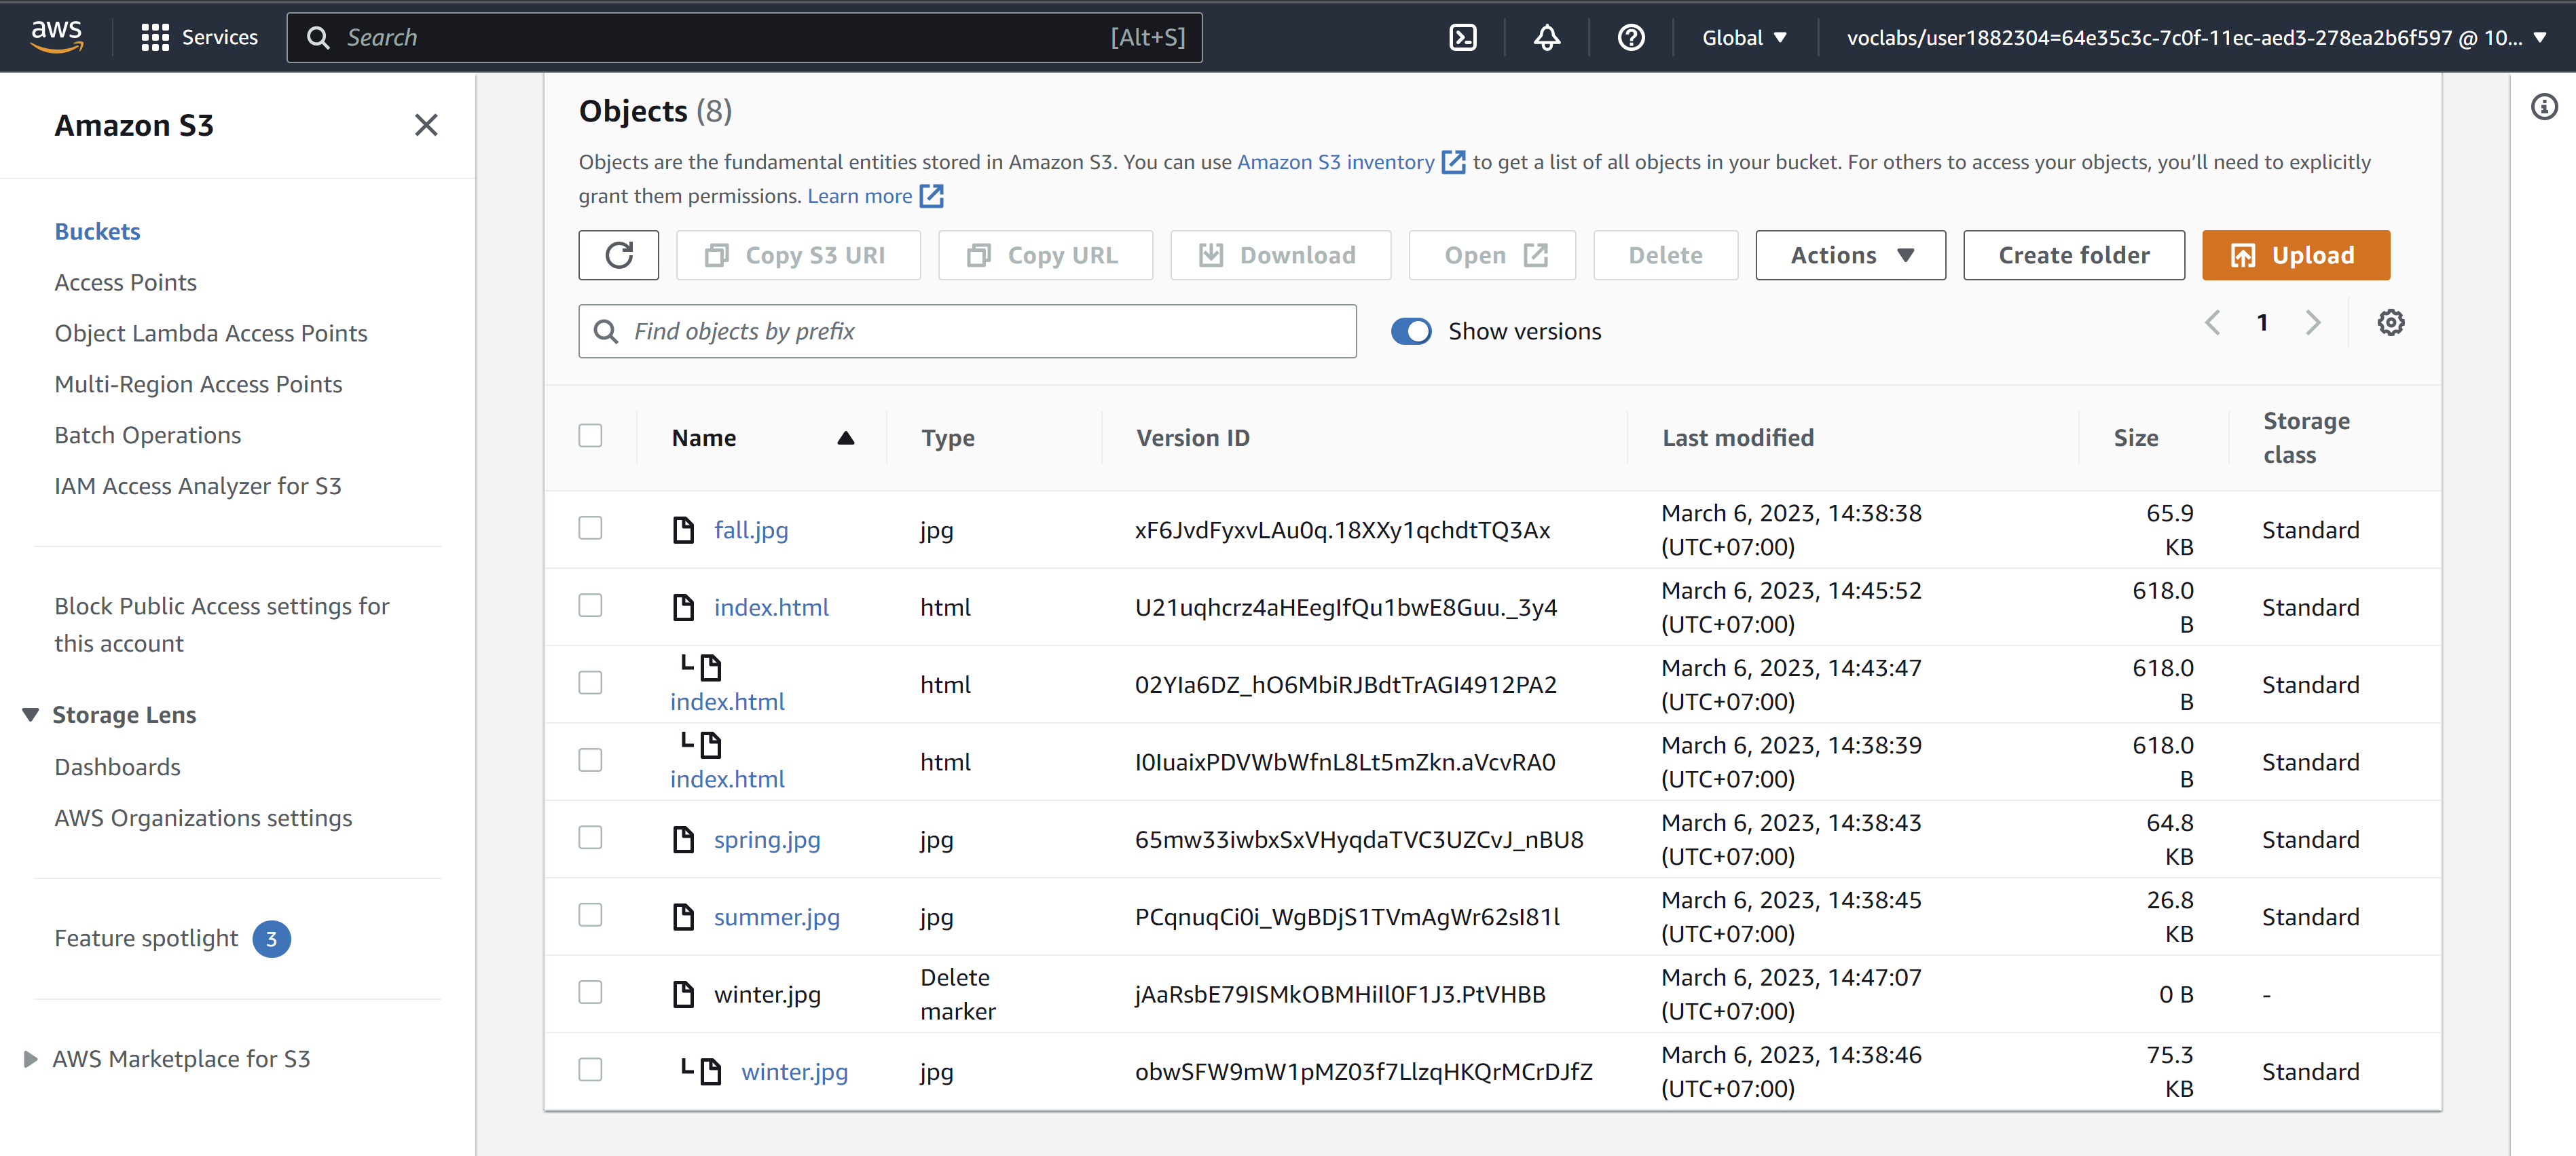 aws
Services
Search
[Alt+S]
Global
voclabs/user1882304=64e35c3c-7c0f-11ec-aed3-278ea2b6f597 @ 10...
Amazon S3
Buckets
Access Points
Object Lambda Access Points
Multi-Region Access Points
Batch Operations
IAM Access Analyzer for S3
Block Public Access settings for
this account
Storage Lens
Dashboards
AWS Organizations settings
Feature spotlight 3
AWS Marketplace for S3
Objects (8)
Objects are the fundamental entities stored in Amazon S3. You can use Amazon S3 inventory to get a list of all objects in your bucket. For others to access your objects, you’ll need to explicitly
grant them permissions. Learn more
Copy S3 URI
Copy URL
Download
Open
Delete
Actions
Create folder
Upload
Find objects by prefix
Show versions
1
Name
Type
Version ID
Last modified
Size
Storage
class
fall.jpg
jpg
xF6JvdFyxvLAu0q.18XXy1qchdtTQ3Ax
March 6, 2023, 14:38:38
(UTC+07:00)
65.9
KB
Standard
index.html
html
U21uqhcrz4aHEegIfQu1bwE8Guu._3y4
March 6, 2023, 14:45:52
(UTC+07:00)
618.0
B
Standard
index.html
html
02YIa6DZ_hO6MbiRJBdtTrAGI4912PA2
March 6, 2023, 14:43:47
(UTC+07:00)
618.0
B
Standard
index.html
html
I0IuaixPDVWbWfnL8Lt5mZkn.aVcvRA0
March 6, 2023, 14:38:39
(UTC+07:00)
618.0
B
Standard
spring.jpg
jpg
65mw33iwbxSxVHyqdaTVC3UZCvJ_nBU8
March 6, 2023, 14:38:43
(UTC+07:00)
64.8
KB
Standard
summer.jpg
jpg
PCqnuqCi0i_WgBDjS1TVmAgWr62sI81l
March 6, 2023, 14:38:45
(UTC+07:00)
26.8
KB
Standard
winter.jpg
Delete
marker
jAaRsbE79ISMkOBMHiIl0F1J3.PtVHBB
March 6, 2023, 14:47:07
(UTC+07:00)
0 B
-
winter.jpg
jpg
obwSFW9mW1pMZ03f7LlzqHKQrMCrDJfZ
March 6, 2023, 14:38:46
(UTC+07:00)
75.3
KB
Standard